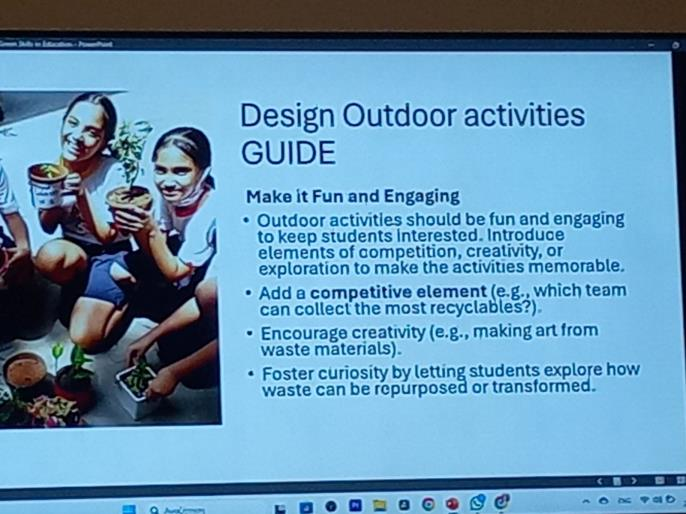 Green Skills in Education - PowerPoint
Design Outdoor activities
GUIDE
Make it Fun and Engaging
• Outdoor activities should be fun and engaging
to keep students interested. Introduce
elements of competition, creativity, or
exploration to make the activities memorable.
• Add a competitive element (e.g., which team
can collect the most recyclables?).
• Encourage creativity (e.g., making art from
waste materials).
• Foster curiosity by letting students explore how
waste can be repurposed or transformed.